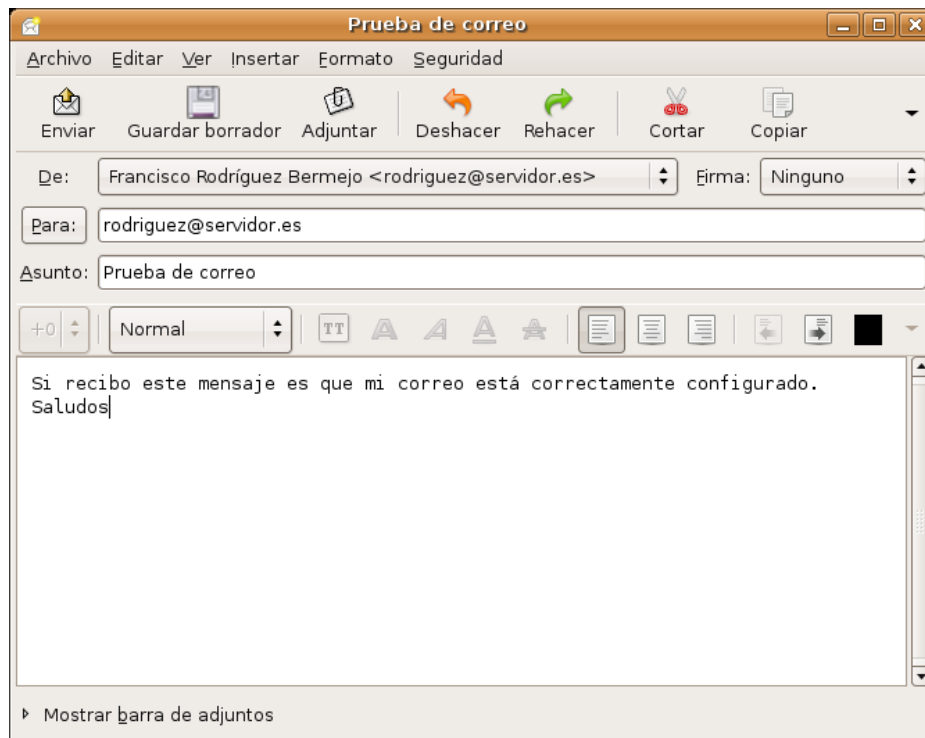 Prueba de correo
Archivo Editar Ver Insertar Formato Seguridad
Enviar Guardar borrador Adjuntar Deshacer Rehacer Cortar Copiar
De: Francisco Rodríguez Bermejo <rodriguez@servidor.es> Firma: Ninguno
Para: rodriguez@servidor.es
Asunto: Prueba de correo
+0 Normal TT A A A A
Si recibo este mensaje es que mi correo está correctamente configurado.
Saludos
Mostrar barra de adjuntos